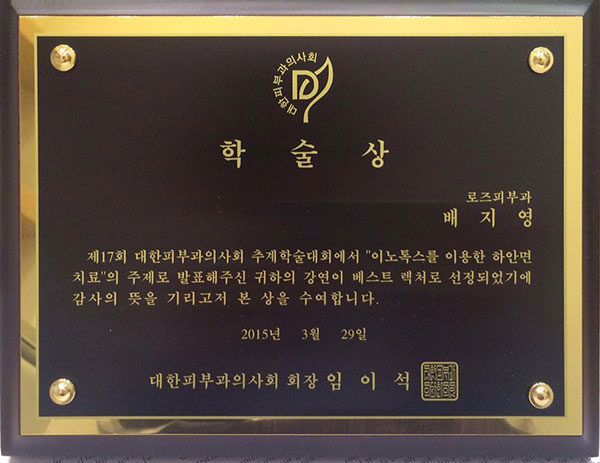 대한피부과의사회
학 술 상
로즈피부과
배 지 영
제17회 대한피부과의사회 추계학술대회에서 "이노톡스를 이용한 하안면
치료"의 주제로 발표해주신 귀하의 강연이 베스트 렉처로 선정되었기에
감사의 뜻을 기리고저 본 상을 수여합니다.
2015년 3월 29일
대한피부과의사회 회장 임 이 석